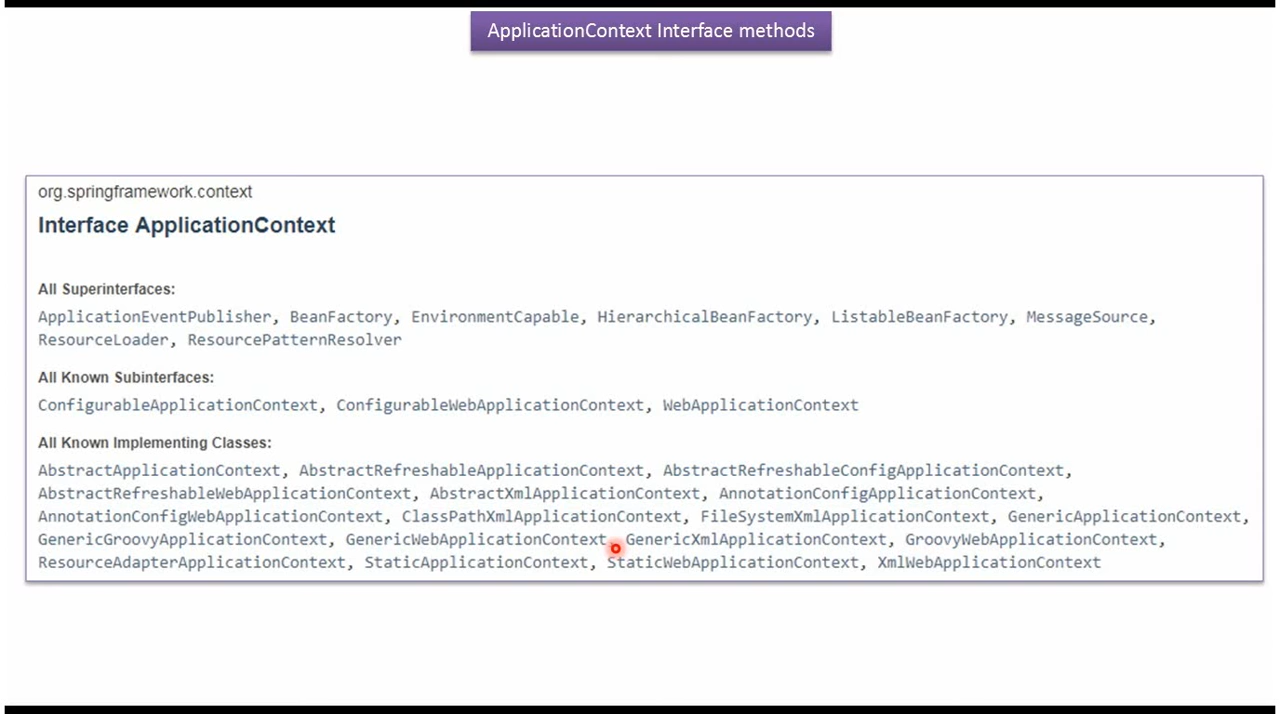 ApplicationContext Interface methods
org.springframework.context
Interface ApplicationContext
All Superinterfaces:
ApplicationEventPublisher, BeanFactory, EnvironmentCapable, HierarchicalBeanFactory, ListableBeanFactory, MessageSource,
ResourceLoader, ResourcePatternResolver
All Known Subinterfaces:
ConfigurableApplicationContext, ConfigurableWebApplicationContext, WebApplicationContext
All Known Implementing Classes:
AbstractApplicationContext, AbstractRefreshableApplicationContext, AbstractRefreshableConfigApplicationContext,
AbstractRefreshableWebApplicationContext, AbstractXmlApplicationContext, AnnotationConfigApplicationContext,
AnnotationConfigWebApplicationContext, ClassPathXmlApplicationContext, FileSystemXmlApplicationContext, GenericApplicationContext,
GenericGroovyApplicationContext, GenericWebApplicationContext, GenericXmlApplicationContext, GroovyWebApplicationContext,
ResourceAdapterApplicationContext, StaticApplicationContext, StaticWebApplicationContext, XmlWebApplicationContext